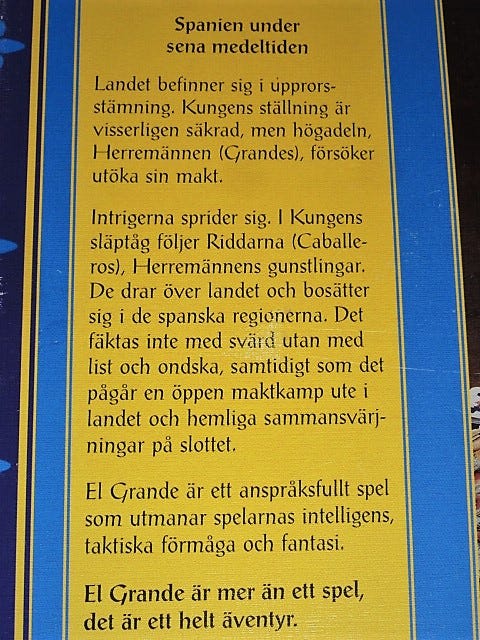 Spanien under
sena medeltiden
Landet befinner sig i upprors-
stämning. Kungens ställning är
visserligen säkrad, men högadeln,
Herremännen (Grandes), försöker
utöka sin makt.
Intrigerna sprider sig. I Kungens
släptåg följer Riddarna (Caballe-
ros), Herremännens gunstlingar.
De drar över landet och bosätter
sig i de spanska regionerna. Det
fäktas inte med svärd utan med
list och ondska, samtidigt som det
pågår en öppen maktkamp ute i
landet och hemliga sammansvärj-
ningar på slottet.
El Grande är ett anspråksfullt spel
som utmanar spelarnas intelligens,
taktiska förmåga och fantasi.
El Grande är mer än ett spel,
det är ett helt äventyr.